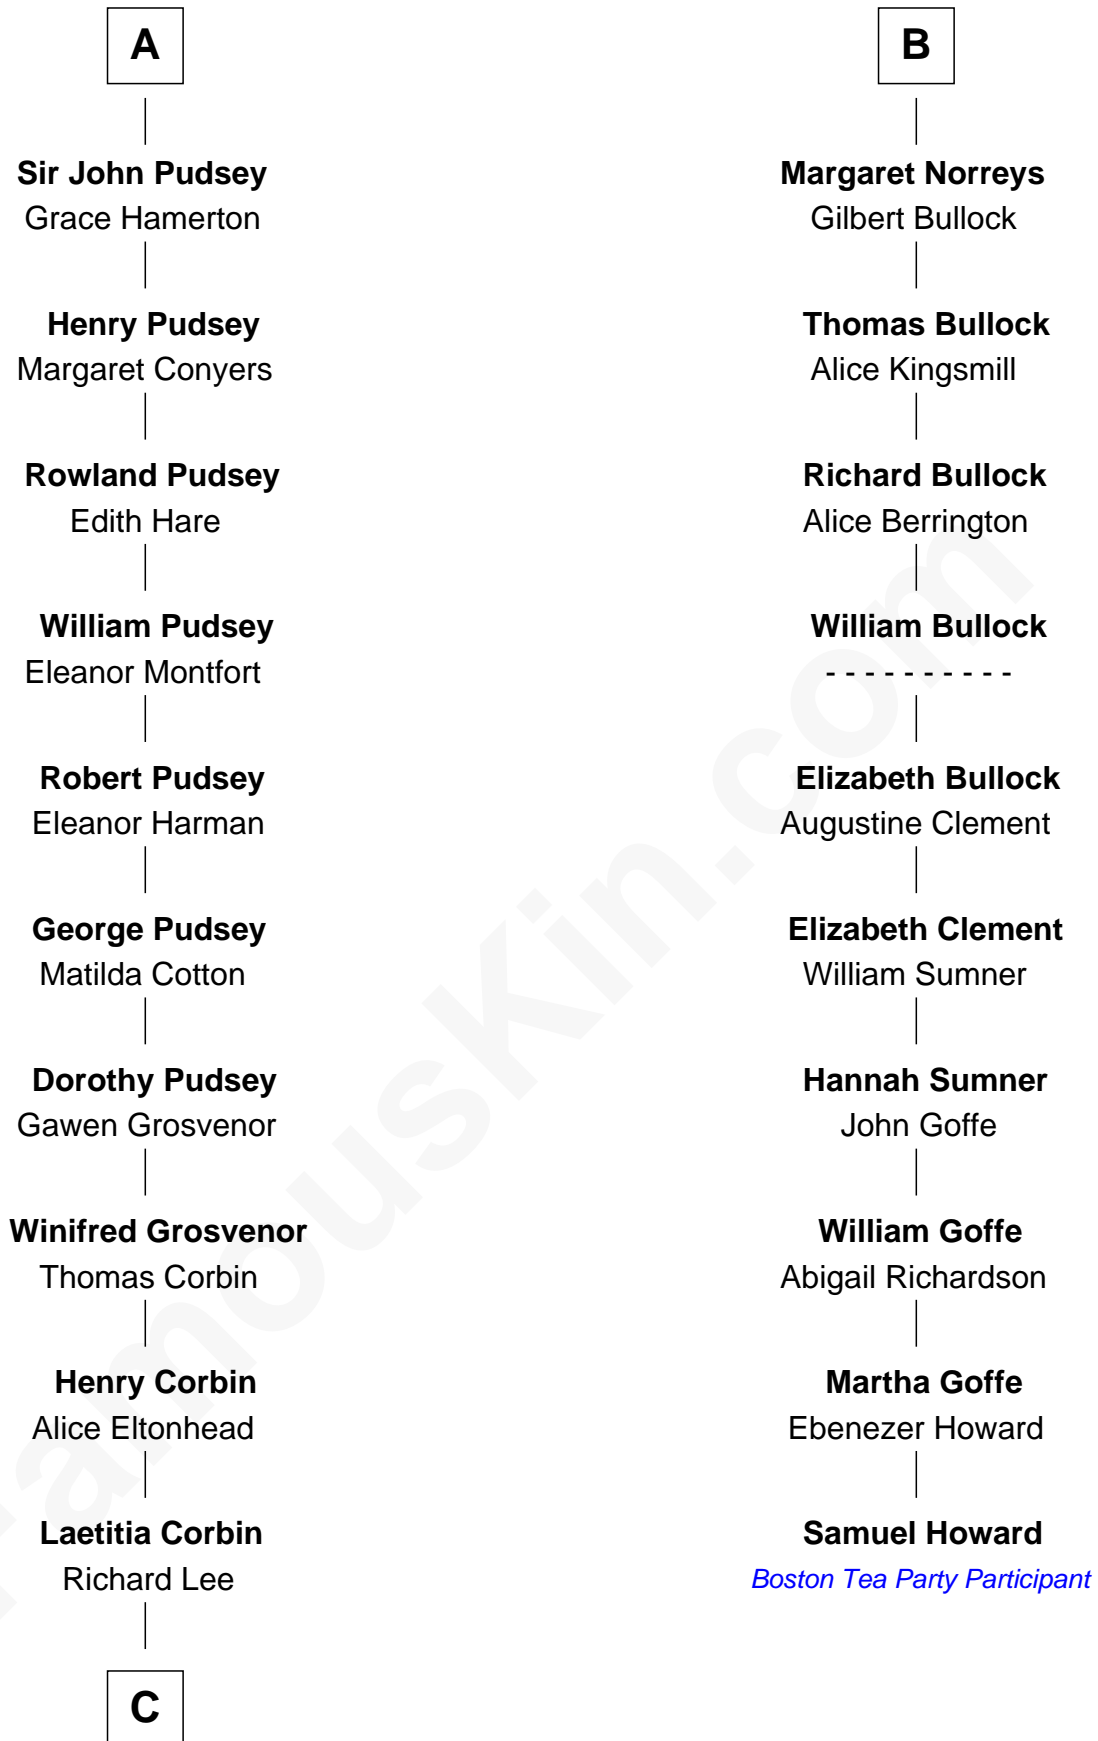 A
Sir John Pudsey
Grace Hamerton
Henry Pudsey
Margaret Conyers
Rowland Pudsey
Edith Hare
William Pudsey
Eleanor Montfort
Robert Pudsey
Eleanor Harman
George Pudsey
Matilda Cotton
Dorothy Pudsey
Gawen Grosvenor
Winifred Grosvenor
Thomas Corbin
Henry Corbin
Alice Eltonhead
Laetitia Corbin
Richard Lee
C
B
Margaret Norreys
Gilbert Bullock
Thomas Bullock
Alice Kingsmill
Richard Bullock
Alice Berrington
William Bullock
- - - - - - - - - -
Elizabeth Bullock
Augustine Clement
Elizabeth Clement
William Sumner
Hannah Sumner
John Goffe
William Goffe
Abigail Richardson
Martha Goffe
Ebenezer Howard
Samuel Howard
Boston Tea Party Participant
FamousKin.com